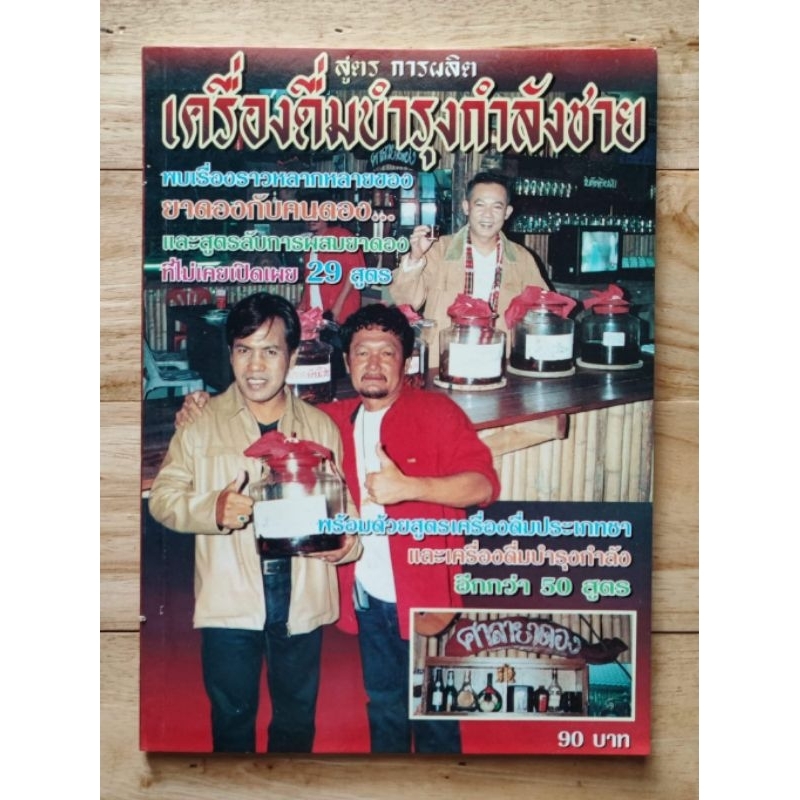 สูตร การผลิต
เครื่องดื่มบำรุงกำลังชาย
พบเรื่องราวหลากหลายของ
ยาดองกับคนดอง...
และสูตรลับการผสมยาดอง
ที่ไม่เคยเปิดเผย 29 สูตร
พร้อมด้วยสูตรเครื่องดื่มประเภทชา
และเครื่องดื่มบำรุงกำลัง
อีกกว่า 50 สูตร
ศาลายาดอง
90 บาท